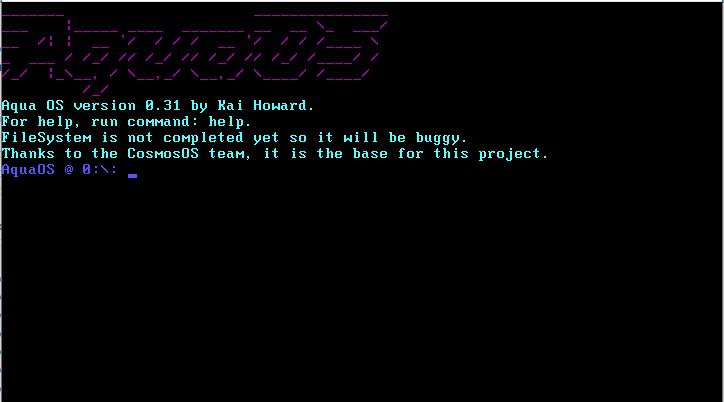 AquaOS
Aqua OS version 0.31 by Kai Howard.
For help, run command: help.
FileSystem is not completed yet so it will be buggy.
Thanks to the CosmosOS team, it is the base for this project.
AquaOS @ 0:\: _